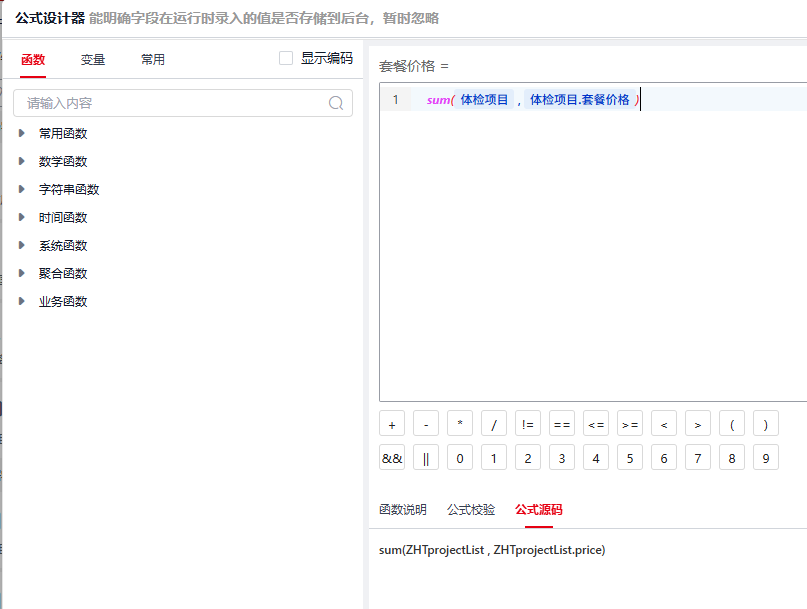 公式设计器 能明确字段在运行时录入的值是否存储到后台，暂时忽略
函数 变量 常用 显示编码
请输入内容
常用函数
数学函数
字符串函数
时间函数
系统函数
聚合函数
业务函数
套餐价格 =
1 sum( 体检项目 , 体检项目.套餐价格 )
+ - * / != == <= >= < > ( )
&& || 0 1 2 3 4 5 6 7 8 9
函数说明 公式校验 公式源码
sum(ZHTprojectList , ZHTprojectList.price)